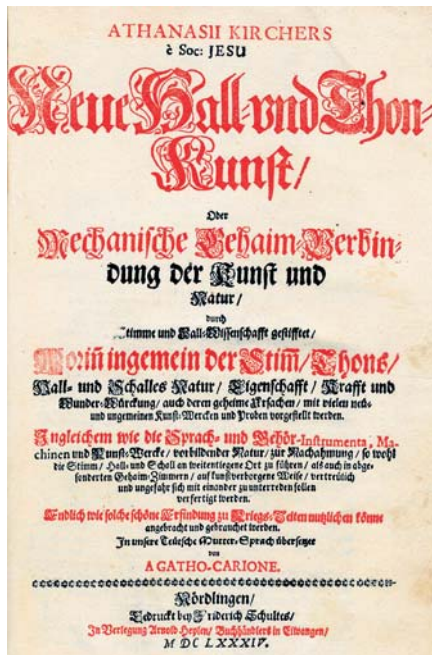 ATHANASII KIRCHERS
è Soc: JESU
Neue Hall- vnd Thon-
Kunst/
Oder
Mechanische Gehaim-Verbin-
dung der Kunst und
Natur/
durch
Stimme und Hall-Wissenschafft gestifftet/
Worin̄ ingemein der Stim̄/ Thons/
Hall- und Schalles Natur/ Eigenschafft/ Krafft und
Wunder-Würckung/ auch deren geheime Ursachen/ mit vielen neu-
und ungemeinen Kunst-Wercken und Proben vorgestellt werden.
Ingleichem wie die Sprach- und Gehör-Instrumenta, Ma-
chinen und Kunst-Wercke/ vorbildender Natur/ zur Nachahmung/ so wohl
die Stimm/ Hall- und Schall an weitentlegene Ort zu führen/ als auch in abge-
sonderten Gehaim-Zimmern/ auf kunstverborgene Weise/ vertreulich
und ungefahr sich mit einander zu unterreden sollen
verfertigt werden.
Endlich wie solche schöne Erfindung zu Kriegs-Zeiten nutzlichen könne
angebracht und gebrauchet werden.
In unsere Teutsche Mutter-Sprach übersetzet
von
AGATHO-CARIONE.
Nördlingen/
Gedruckt bey Friderich Schultes/
In Verlegung Arnold Heylen/ Buchhändlers in Ellwangen/
M DC LXXXIV.